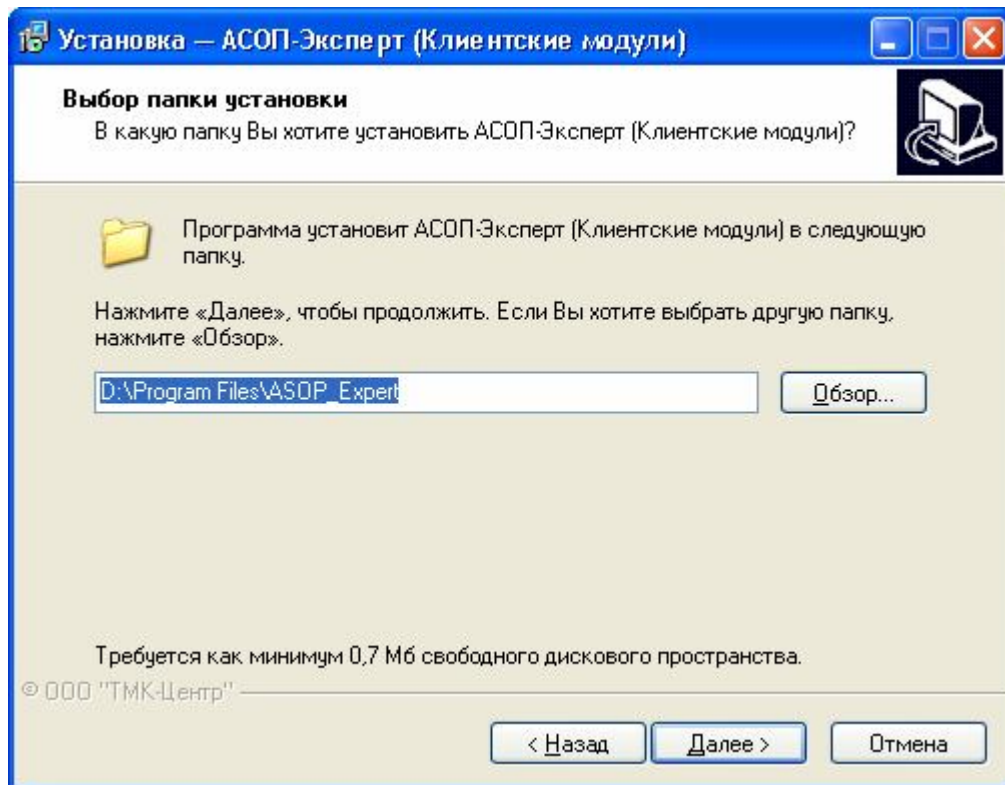 Установка — АСОП-Эксперт (Клиентские модули)
Выбор папки установки
В какую папку Вы хотите установить АСОП-Эксперт (Клиентские модули)?
Программа установит АСОП-Эксперт (Клиентские модули) в следующую
папку.
Нажмите «Далее», чтобы продолжить. Если Вы хотите выбрать другую папку,
нажмите «Обзор».
D:\Program Files\ASOP_Expert
Обзор...
Требуется как минимум 0,7 Мб свободного дискового пространства.
© ООО "ТМК-Центр"
< Назад
Далее >
Отмена